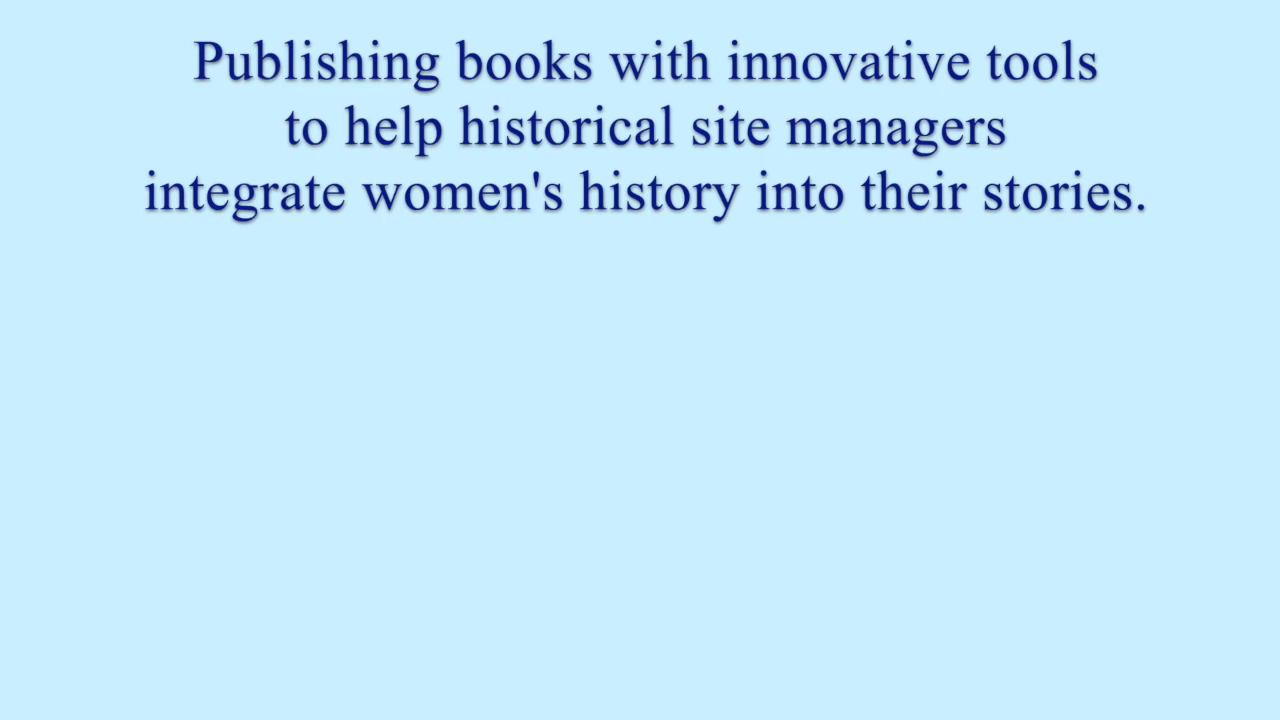 Publishing books with innovative tools
to help historical site managers
integrate women's history into their stories.